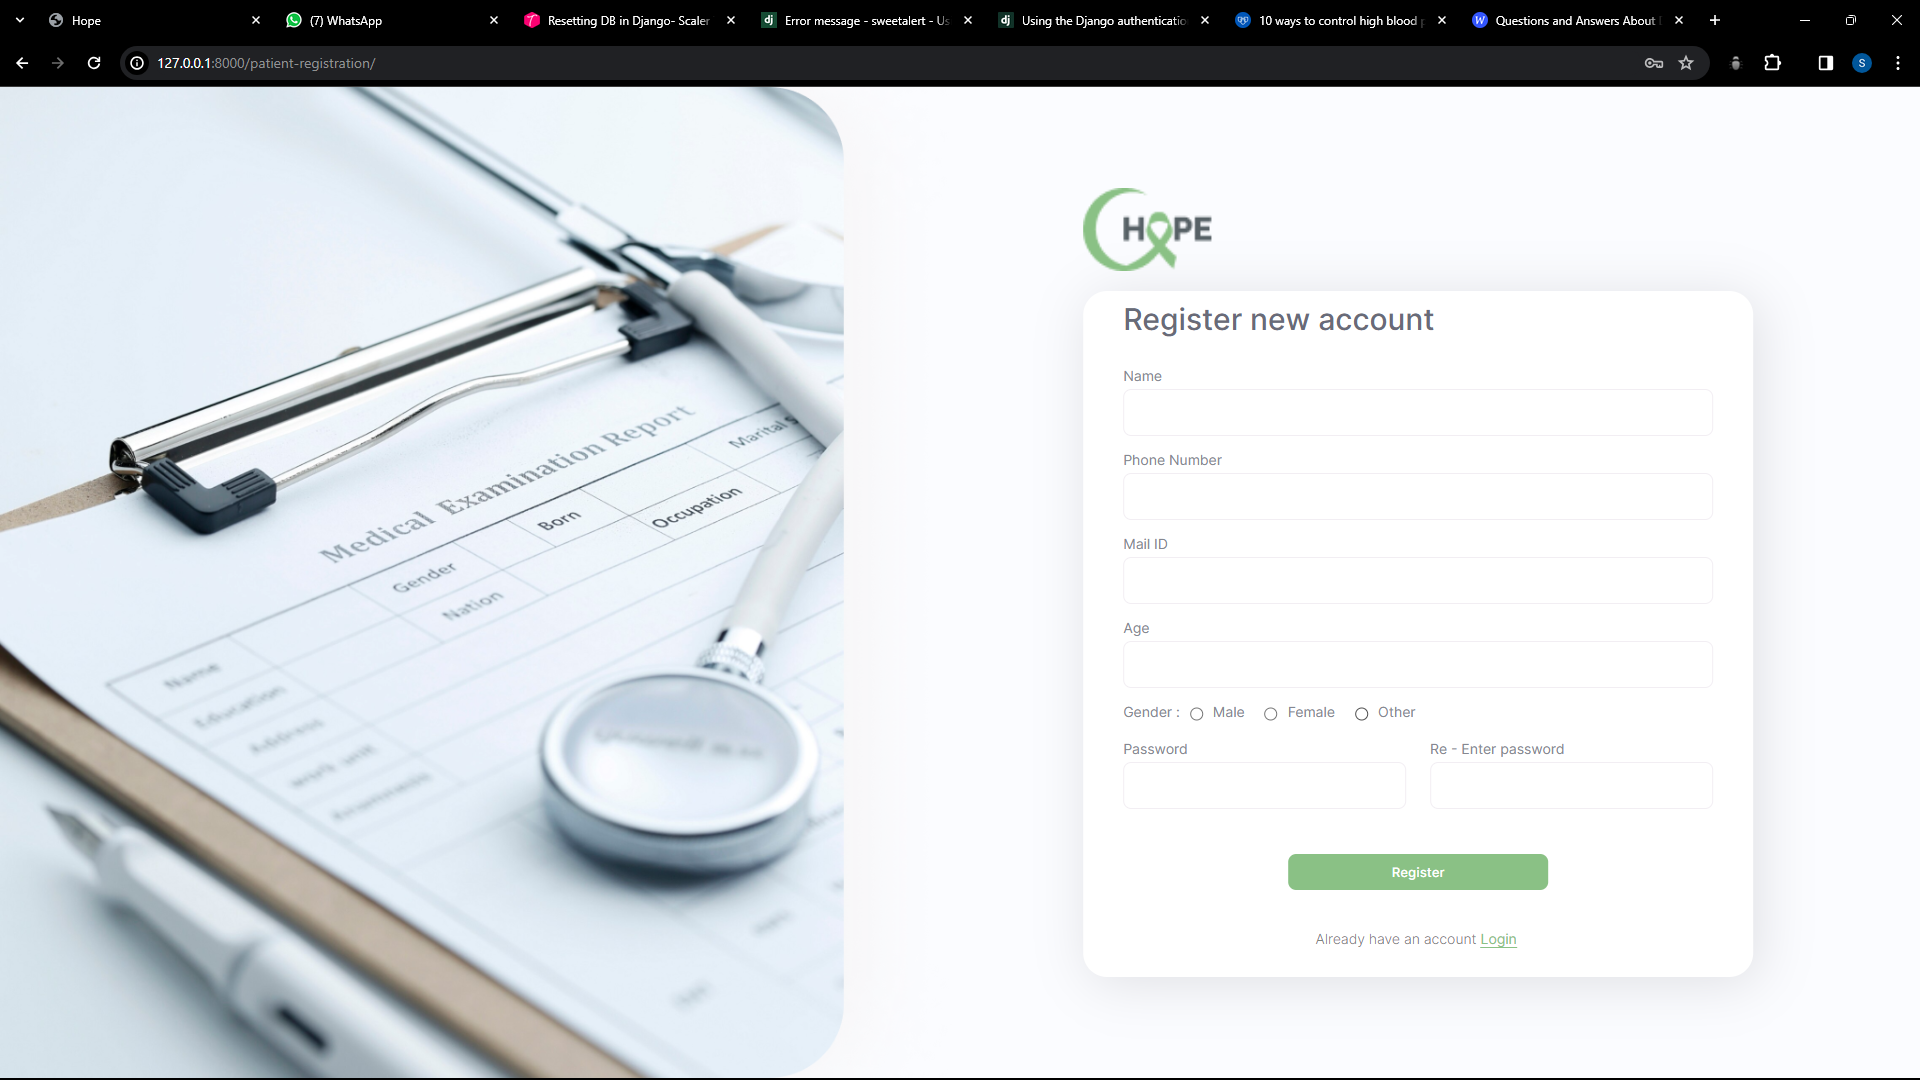 Hope
(7) WhatsApp
Resetting DB in Django- Scaler
Error message - sweetalert - Us
Using the Django authenticatio
10 ways to control high blood p
Questions and Answers About
127.0.0.1:8000/patient-registration/
S
HOPE
Register new account
Name
Phone Number
Mail ID
Age
Gender : Male Female Other
Password Re - Enter password
Register
Already have an account Login
Medical Examination Report
Marital S
Born
Occupation
Gender
Nation
Name
Education
Address
work unit